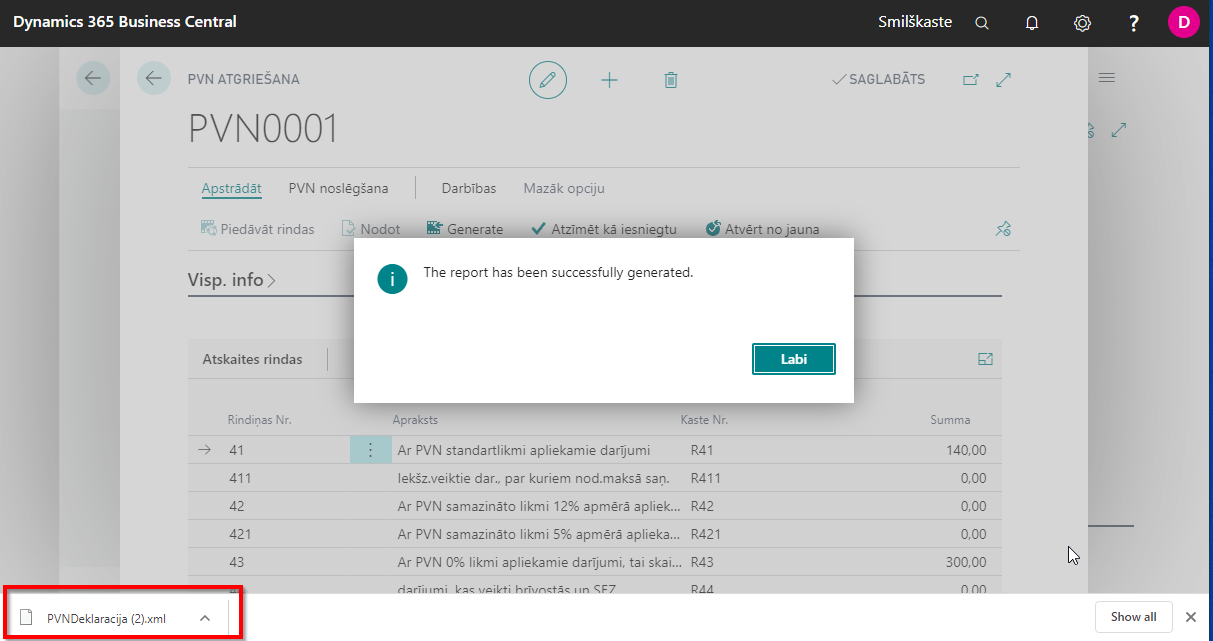 Dynamics 365 Business Central
Smilškaste
?
D
PVN ATGRIEŠANA
SAGLABĀTS
PVN0001
Apstrādāt PVN noslēgšana Darbības Mazāk opciju
Piedāvāt rindas Nodot Generate Atzīmēt kā iesniegtu Atvērt no jauna
Visp. info
The report has been successfully generated.
Labi
Atskaites rindas
Rindiņas Nr. Apraksts Kaste Nr. Summa
41 Ar PVN standartlikmi apliekamie darījumi R41 140,00
411 Iekšz.veiktie dar., par kuriem nod.maksā saņ. R411 0,00
42 Ar PVN samazināto likmi 12% apmērā apliek... R42 0,00
421 Ar PVN samazināto likmi 5% apmērā aplieka... R421 0,00
43 Ar PVN 0% likmi apliekamie darījumi, tai skai... R43 300,00
darījumi, kas veikti brīvostās un SEZ R44 0,00
PVNDeklaracija (2).xml
Show all